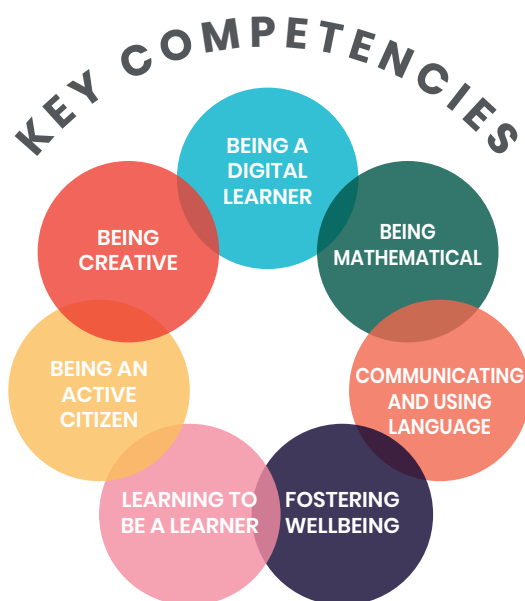 KEY COMPETENCIES
BEING A
DIGITAL
LEARNER
BEING
MATHEMATICAL
COMMUNICATING
AND USING
LANGUAGE
FOSTERING
WELLBEING
LEARNING TO
BE A LEARNER
BEING AN
ACTIVE
CITIZEN
BEING
CREATIVE